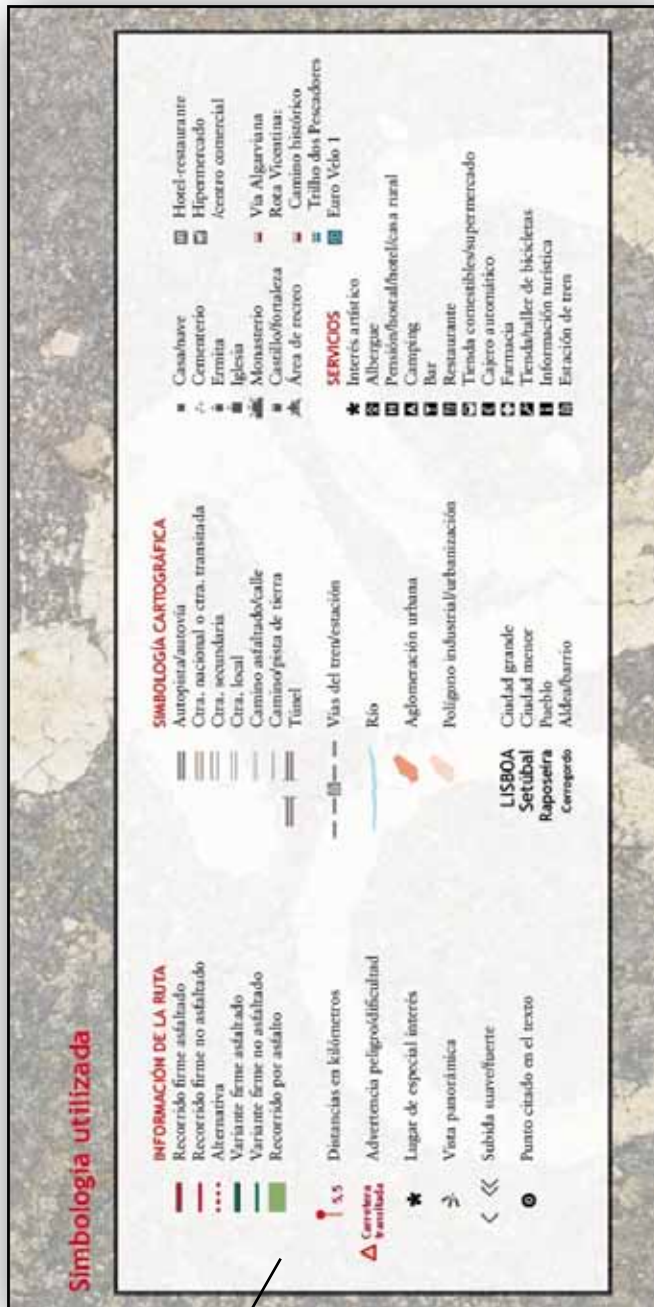 Simbología utilizada
INFORMACIÓN DE LA RUTA
Recorrido firme asfaltado
Recorrido firme no asfaltado
Alternativa
Variante firme asfaltado
Variante firme no asfaltado
Recorrido por asfalto
5,5 Distancias en kilómetros
Carretera
transitada
Advertencia peligro/dificultad
Lugar de especial interés
Vista panorámica
Subida suave/fuerte
Punto citado en el texto
SIMBOLOGÍA CARTOGRÁFICA
Autopista/autovía
Ctra. nacional o ctra. transitada
Ctra. secundaria
Ctra. local
Camino asfaltado/calle
Camino/pista de tierra
Túnel
Vías del tren/estación
Río
Aglomeración urbana
Polígono industrial/urbanización
LISBOA Ciudad grande
Setúbal Ciudad menor
Raposeira Pueblo
Cerrogordo Aldea/barrio
Casa/nave
Cementerio
Ermita
Iglesia
Monasterio
Castillo/fortaleza
Área de recreo
Hotel-restaurante
Hipermercado
/centro comercial
Via Algarviana
Rota Vicentina:
Camino histórico
Trilho dos Pescadores
Euro Velo 1
SERVICIOS
Interés artístico
Albergue
Pensión/hostal/hotel/casa rural
Camping
Bar
Restaurante
Tienda comestibles/supermercado
Cajero automático
Farmacia
Tienda/taller de bicicletas
Información turística
Estación de tren